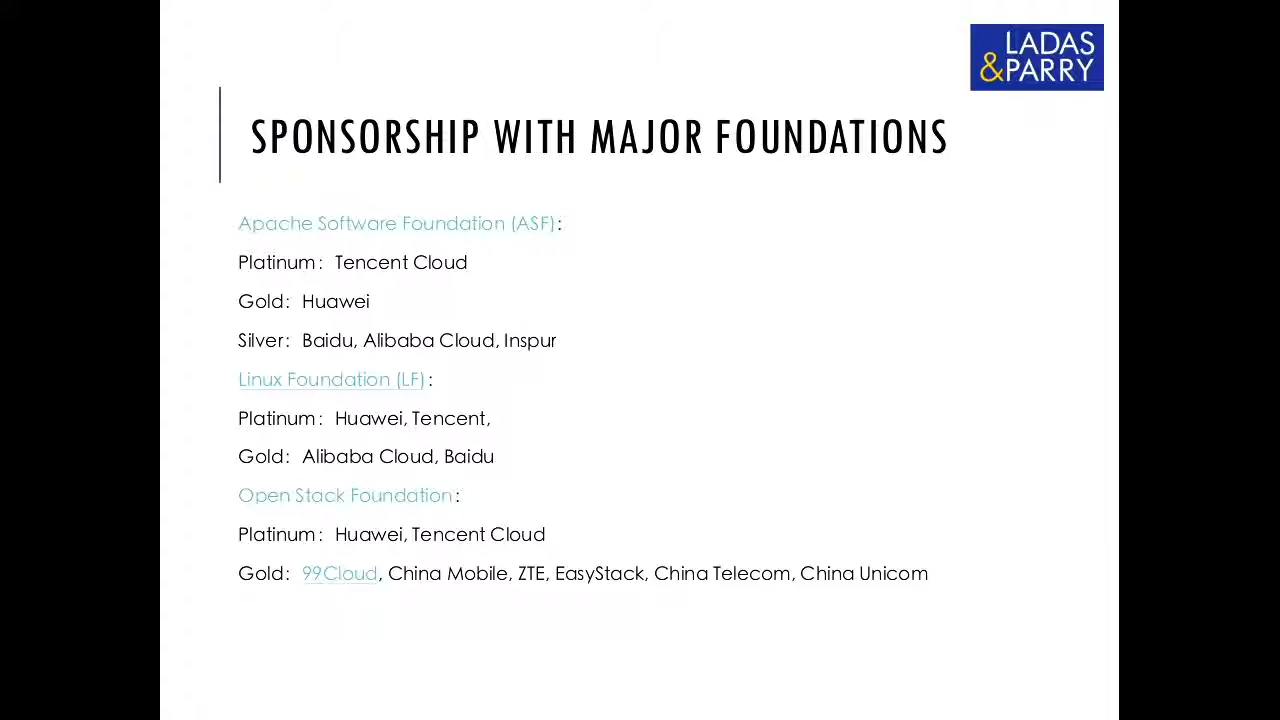 LADAS
&PARRY
SPONSORSHIP WITH MAJOR FOUNDATIONS
Apache Software Foundation (ASF):
Platinum: Tencent Cloud
Gold: Huawei
Silver: Baidu, Alibaba Cloud, Inspur
Linux Foundation (LF):
Platinum: Huawei, Tencent,
Gold: Alibaba Cloud, Baidu
Open Stack Foundation:
Platinum: Huawei, Tencent Cloud
Gold: 99Cloud, China Mobile, ZTE, EasyStack, China Telecom, China Unicom